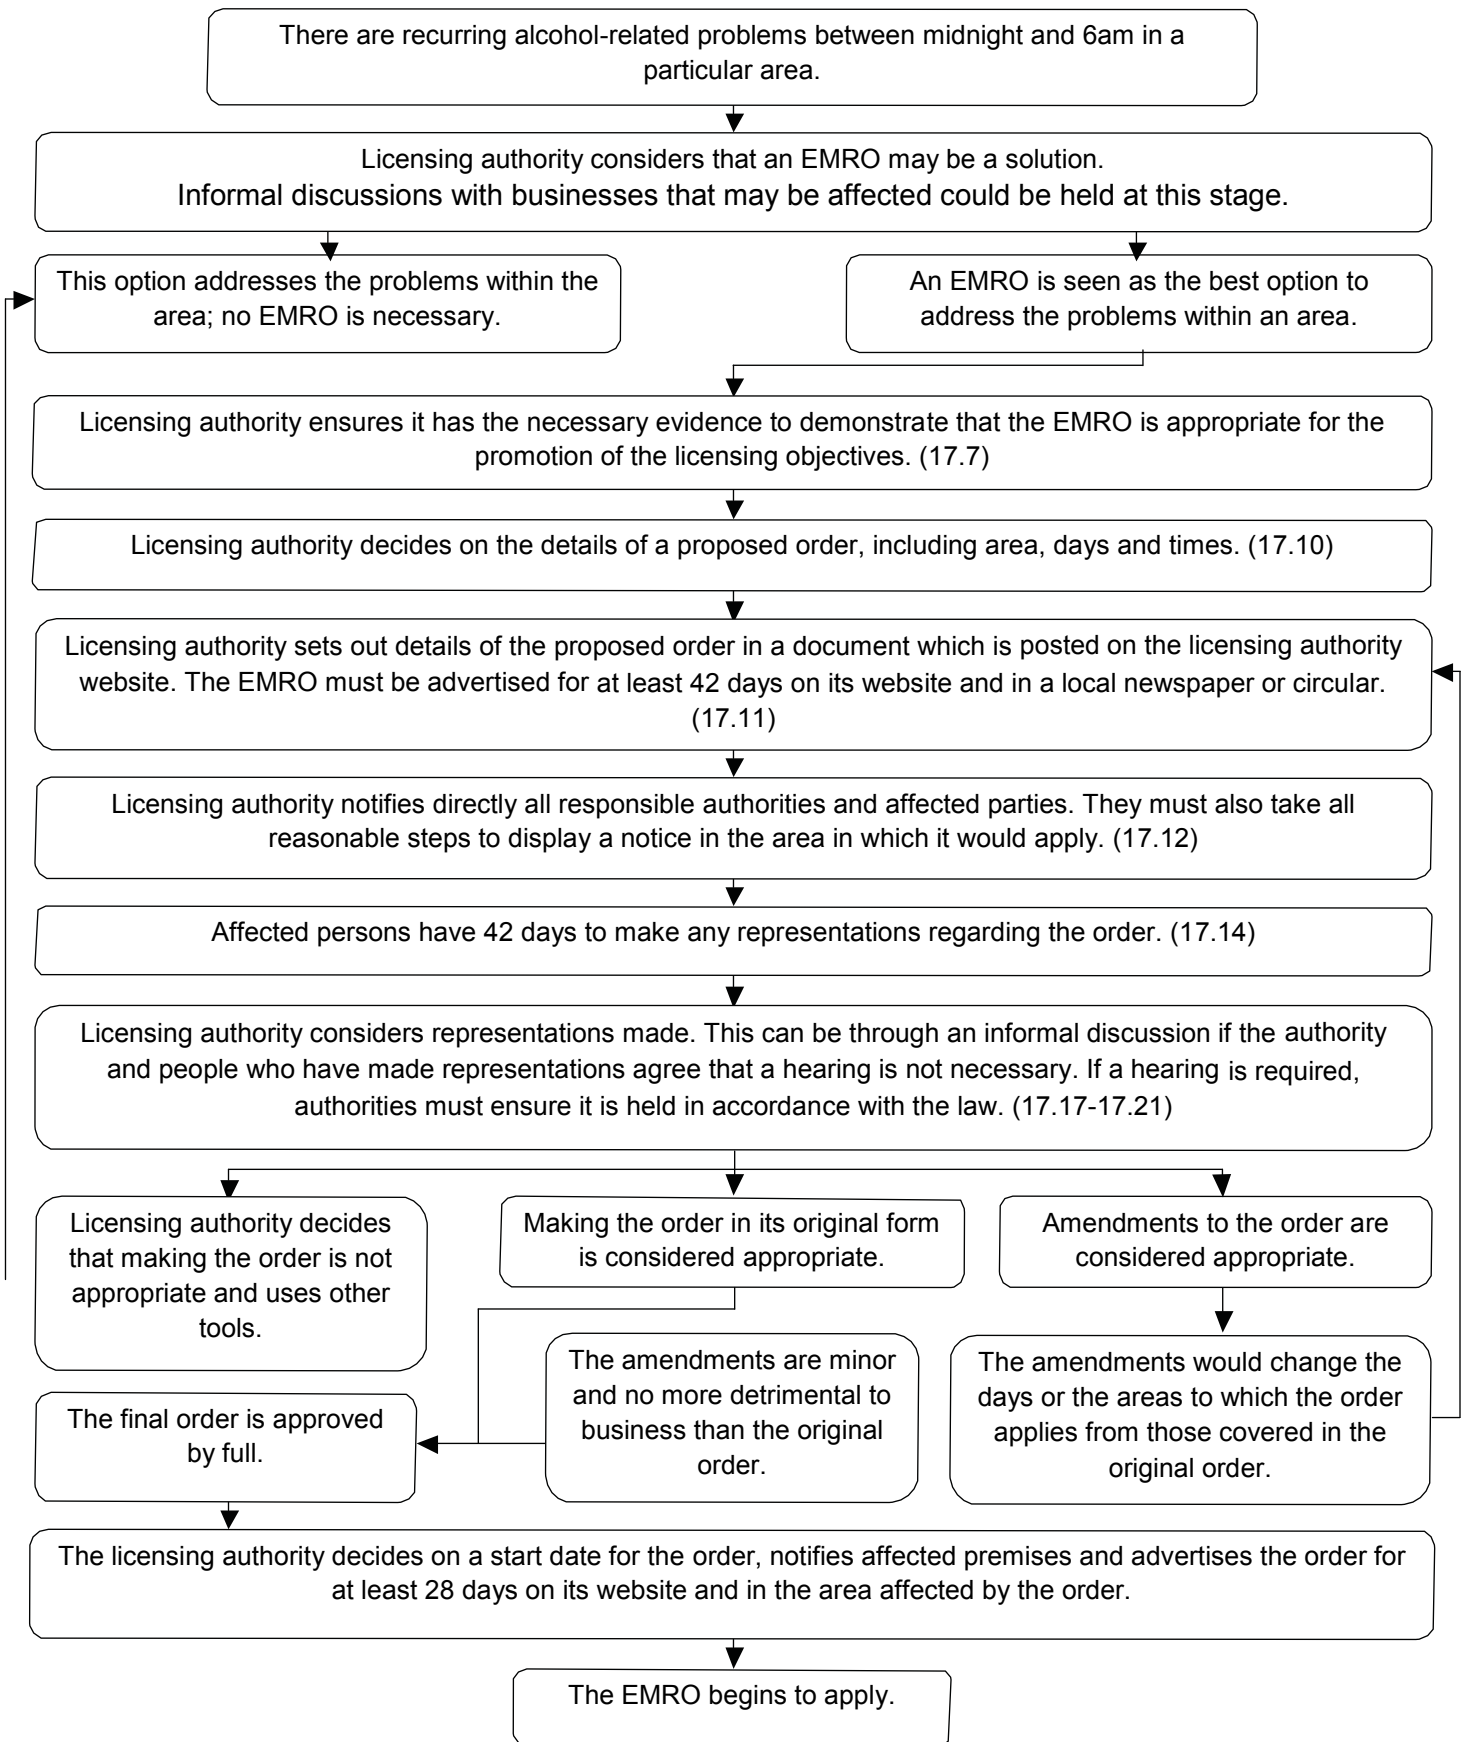 There are recurring alcohol-related problems between midnight and 6am in a
particular area.
Licensing authority considers that an EMRO may be a solution.
Informal discussions with businesses that may be affected could be held at this stage.
This option addresses the problems within the
area; no EMRO is necessary.
An EMRO is seen as the best option to
address the problems within an area.
Licensing authority ensures it has the necessary evidence to demonstrate that the EMRO is appropriate for the
promotion of the licensing objectives. (17.7)
Licensing authority decides on the details of a proposed order, including area, days and times. (17.10)
Licensing authority sets out details of the proposed order in a document which is posted on the licensing authority
website. The EMRO must be advertised for at least 42 days on its website and in a local newspaper or circular.
(17.11)
Licensing authority notifies directly all responsible authorities and affected parties. They must also take all
reasonable steps to display a notice in the area in which it would apply. (17.12)
Affected persons have 42 days to make any representations regarding the order. (17.14)
Licensing authority considers representations made. This can be through an informal discussion if the authority
and people who have made representations agree that a hearing is not necessary. If a hearing is required,
authorities must ensure it is held in accordance with the law. (17.17-17.21)
Licensing authority decides
that making the order is not
appropriate and uses other
tools.
Making the order in its original form
is considered appropriate.
Amendments to the order are
considered appropriate.
The amendments are minor
and no more detrimental to
business than the original
order.
The amendments would change the
days or the areas to which the order
applies from those covered in the
original order.
The final order is approved
by full.
The licensing authority decides on a start date for the order, notifies affected premises and advertises the order for
at least 28 days on its website and in the area affected by the order.
The EMRO begins to apply.